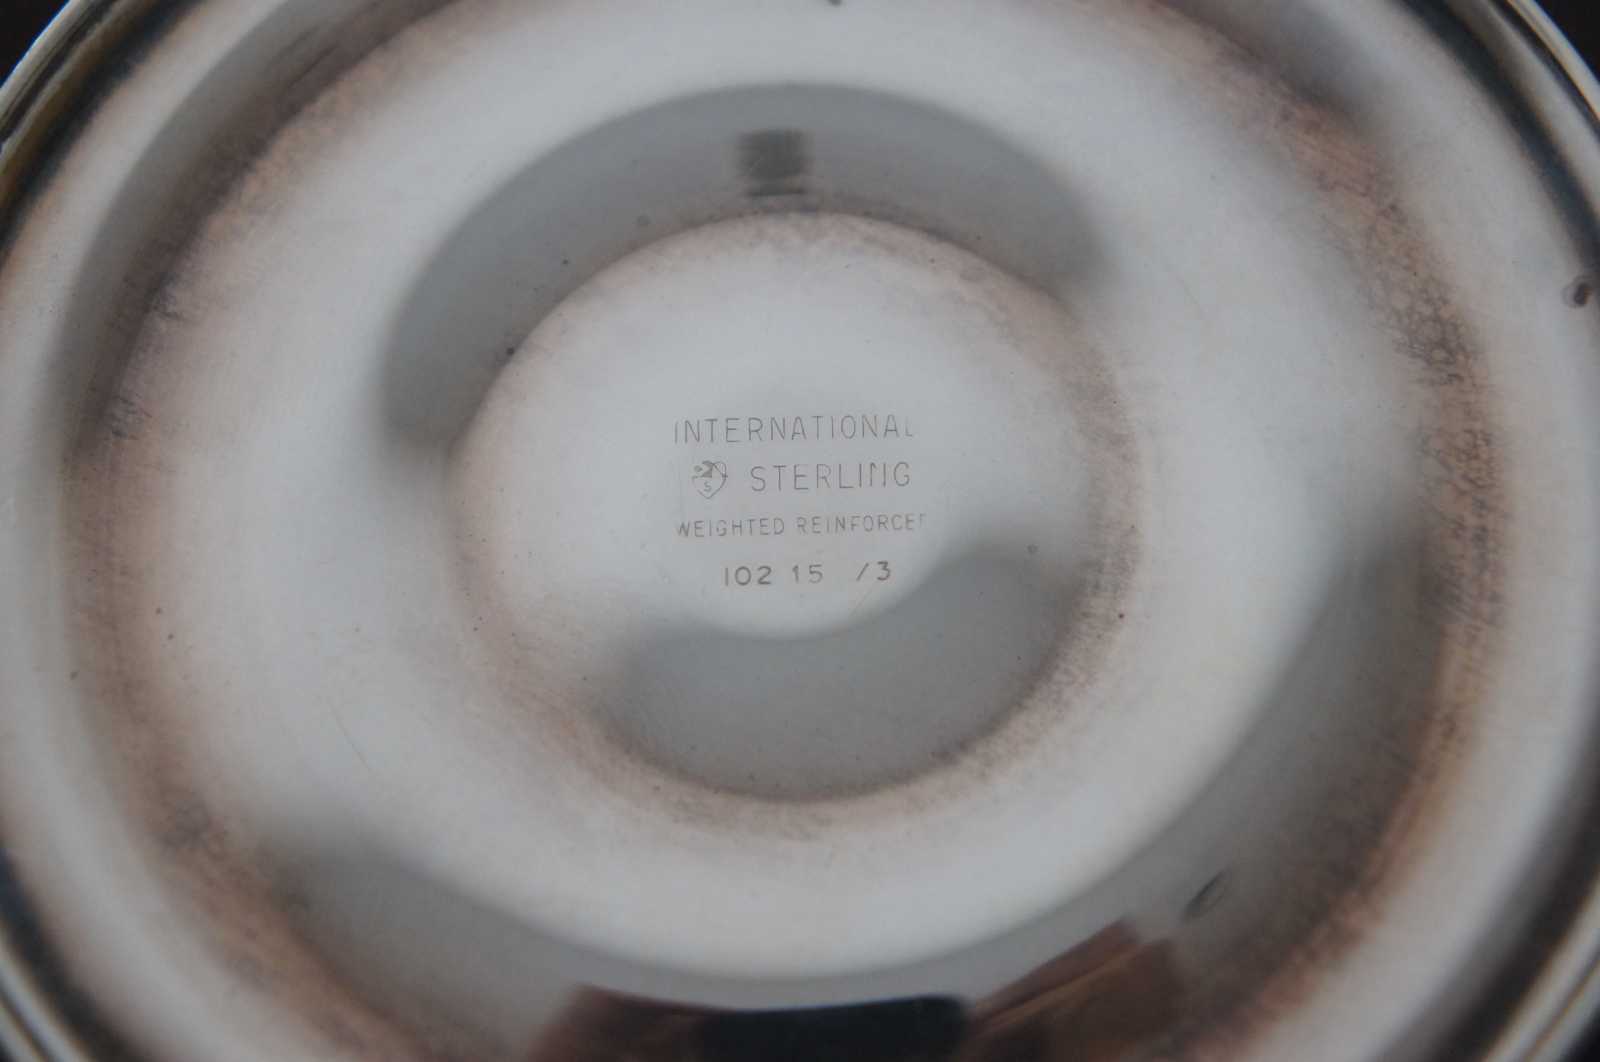 INTERNATIONAL
S STERLING
WEIGHTED REINFORCED
102 15 /3